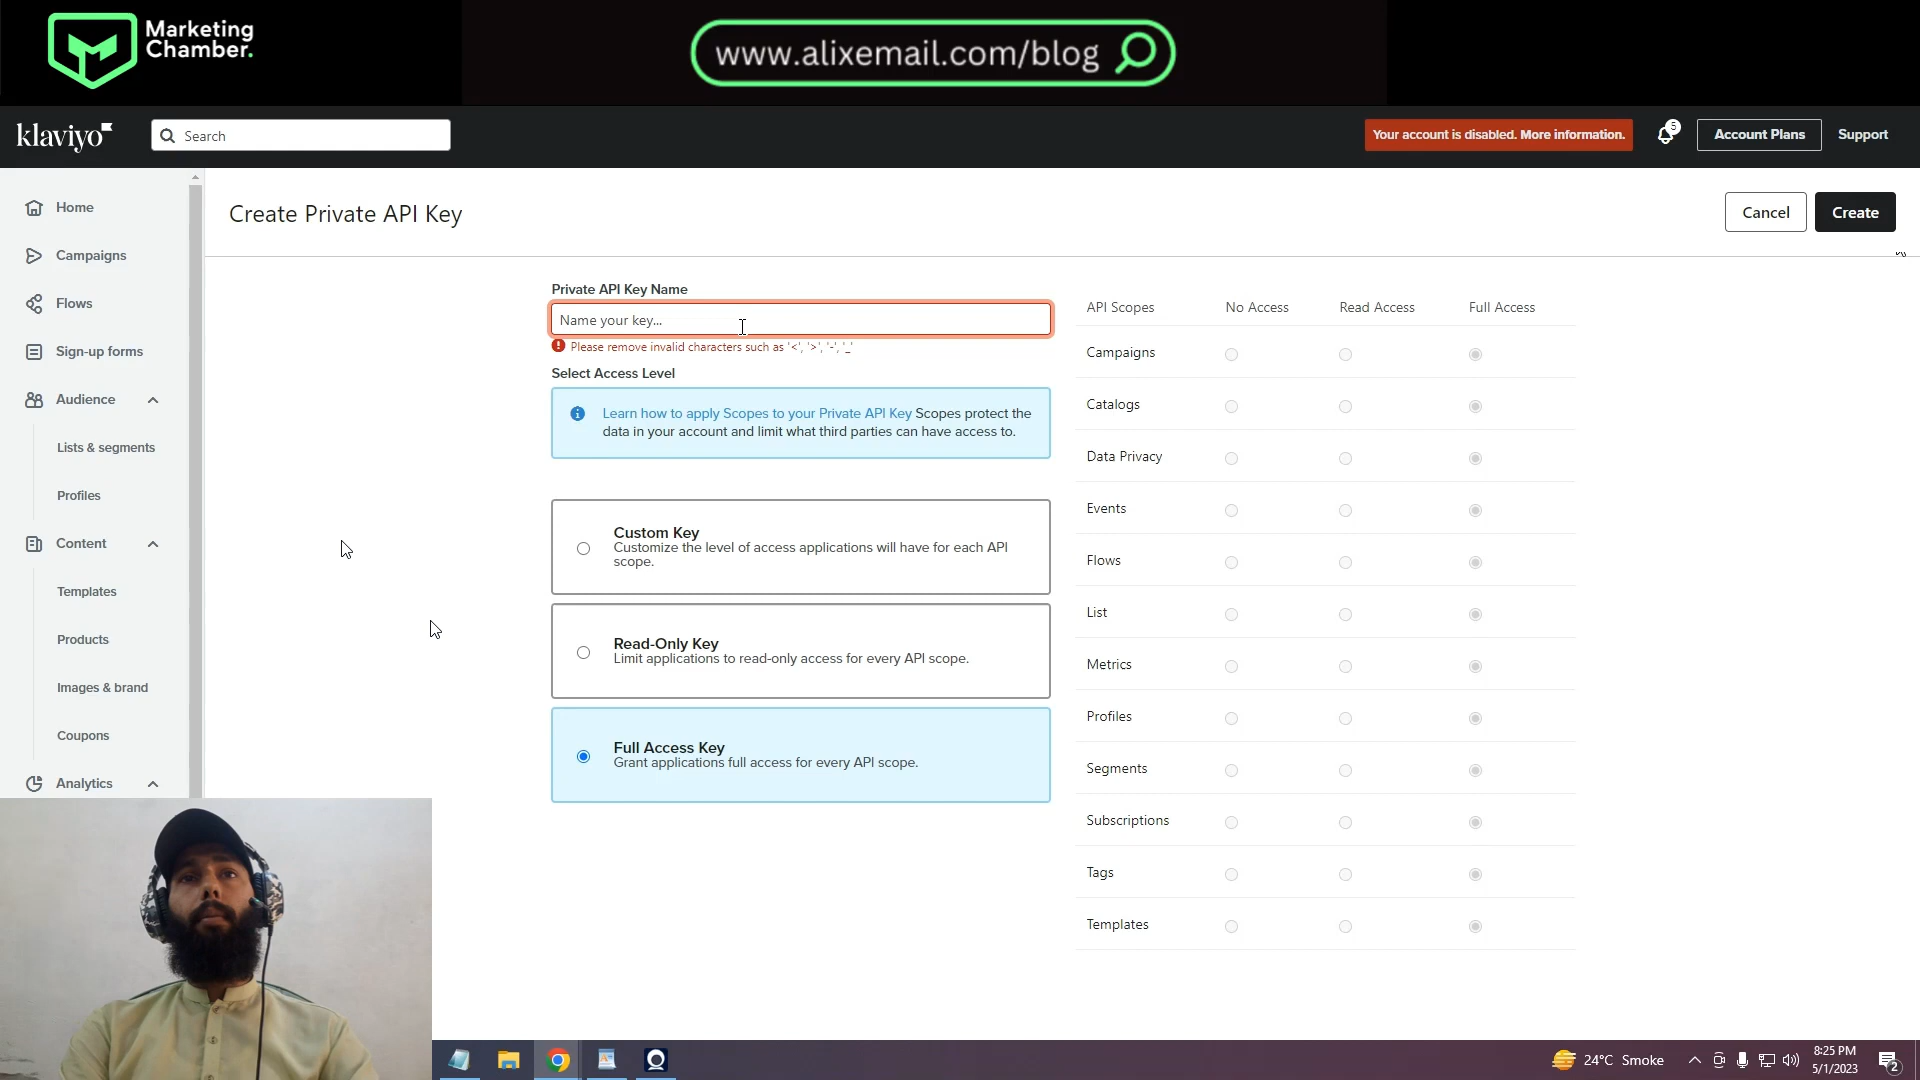 Marketing
Chamber.
www.alixemail.com/blog
klaviyo
Search
Your account is disabled. More information.
5
Account Plans
Support
Home
Campaigns
Flows
Sign-up forms
Audience
Lists & segments
Profiles
Content
Templates
Products
Images & brand
Coupons
Analytics
Create Private API Key
Cancel
Create
Private API Key Name
Name your key...
Please remove invalid characters such as '<', '>', '-', '_'
Select Access Level
Learn how to apply Scopes to your Private API Key Scopes protect the
data in your account and limit what third parties can have access to.
Custom Key
Customize the level of access applications will have for each API
scope.
Read-Only Key
Limit applications to read-only access for every API scope.
Full Access Key
Grant applications full access for every API scope.
API Scopes No Access Read Access Full Access
Campaigns
Catalogs
Data Privacy
Events
Flows
List
Metrics
Profiles
Segments
Subscriptions
Tags
Templates
24°C Smoke
8:25 PM
5/1/2023
2